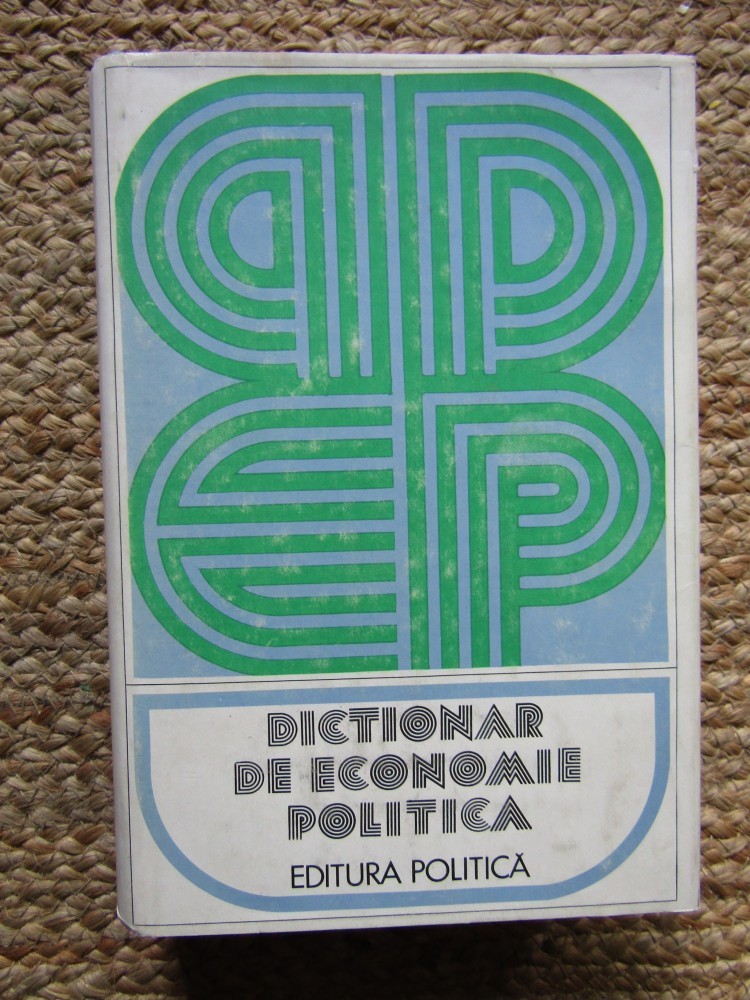 DICTIONAR
DE ECONOMIE
POLITICA
EDITURA POLITICĂ